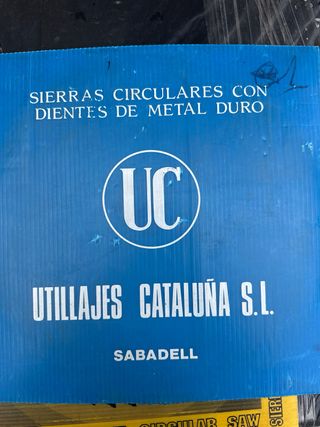 SIERRAS CIRCULARES CON
DIENTES DE METAL DURO
UC
UTILLAJES CATALUÑA S.L.
SABADELL
CIRCULAR SAW